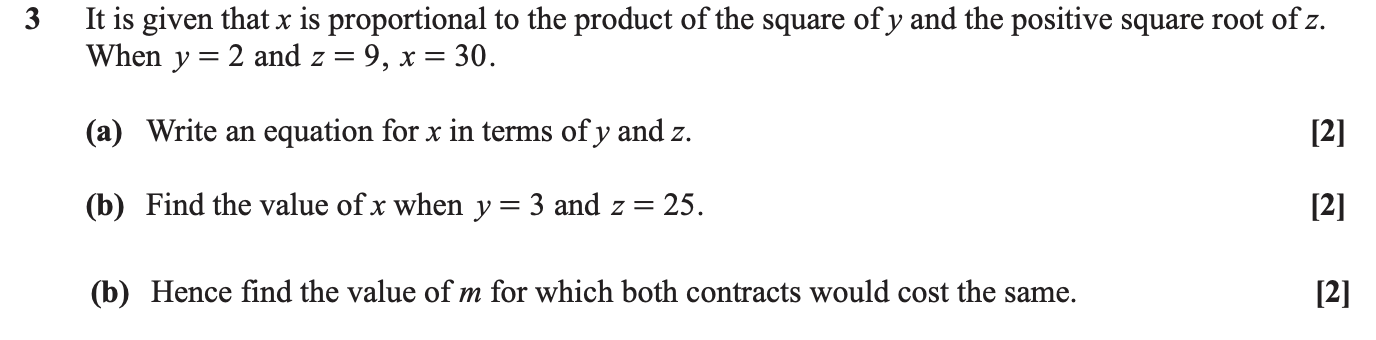 3 It is given that x is proportional to the product of the square of y and the positive square root of z.
When y = 2 and z = 9, x = 30.
(a) Write an equation for x in terms of y and z. [2]
(b) Find the value of x when y = 3 and z = 25. [2]
(b) Hence find the value of m for which both contracts would cost the same. [2]